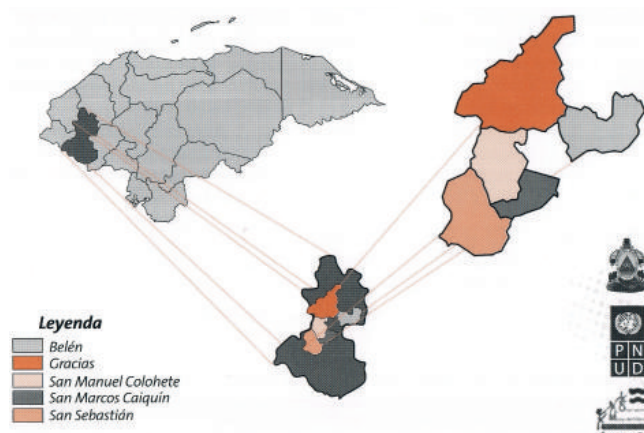 Leyenda
Belén
Gracias
San Manuel Colohete
San Marcos Caiquín
San Sebastián
P N
U D